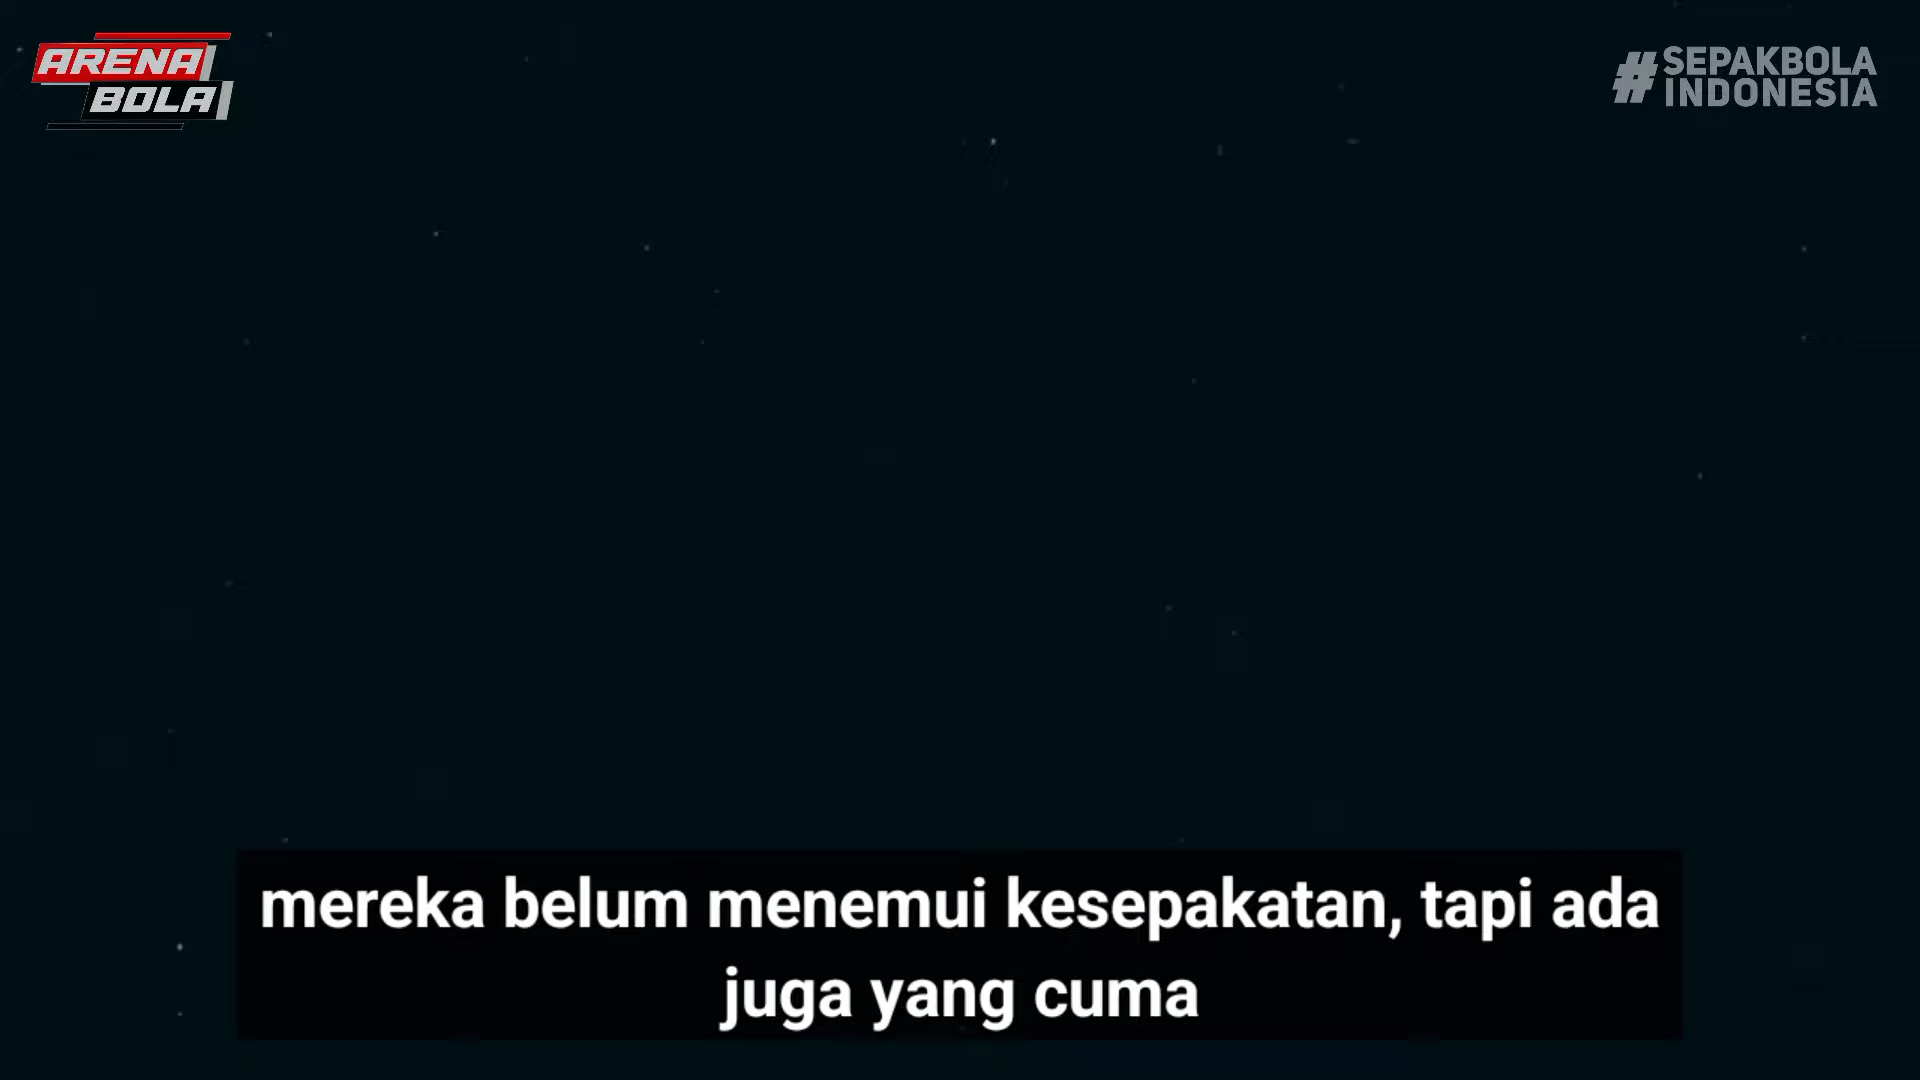 ARENA
BOLA
#SEPAKBOLA
INDONESIA
mereka belum menemui kesepakatan, tapi ada
juga yang cuma